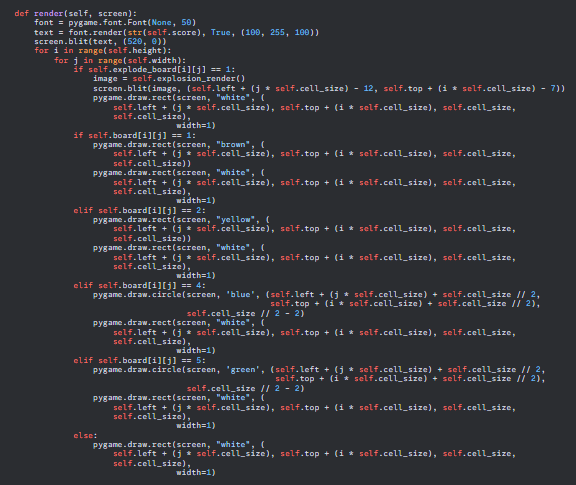 def render(self, screen):
    font = pygame.font.Font(None, 50)
    text = font.render(str(self.score), True, (100, 255, 100))
    screen.blit(text, (520, 0))
    for i in range(self.height):
        for j in range(self.width):
            if self.explode_board[i][j] == 1:
                image = self.explosion_render()
                screen.blit(image, (self.left + (j * self.cell_size) - 12, self.top + (i * self.cell_size) - 7))
                pygame.draw.rect(screen, "white", (
                    self.left + (j * self.cell_size), self.top + (i * self.cell_size), self.cell_size,
                    self.cell_size),
                                 width=1)
            if self.board[i][j] == 1:
                pygame.draw.rect(screen, "brown", (
                    self.left + (j * self.cell_size), self.top + (i * self.cell_size), self.cell_size,
                    self.cell_size))
                pygame.draw.rect(screen, "white", (
                    self.left + (j * self.cell_size), self.top + (i * self.cell_size), self.cell_size,
                    self.cell_size),
                                 width=1)
            elif self.board[i][j] == 2:
                pygame.draw.rect(screen, "yellow", (
                    self.left + (j * self.cell_size), self.top + (i * self.cell_size), self.cell_size,
                    self.cell_size))
                pygame.draw.rect(screen, "white", (
                    self.left + (j * self.cell_size), self.top + (i * self.cell_size), self.cell_size,
                    self.cell_size),
                                 width=1)
            elif self.board[i][j] == 4:
                pygame.draw.circle(screen, 'blue', (self.left + (j * self.cell_size) + self.cell_size // 2,
                                                    self.top + (i * self.cell_size) + self.cell_size // 2),
                                   self.cell_size // 2 - 2)
                pygame.draw.rect(screen, "white", (
                    self.left + (j * self.cell_size), self.top + (i * self.cell_size), self.cell_size,
                    self.cell_size),
                                 width=1)
            elif self.board[i][j] == 5:
                pygame.draw.circle(screen, 'green', (self.left + (j * self.cell_size) + self.cell_size // 2,
                                                     self.top + (i * self.cell_size) + self.cell_size // 2),
                                   self.cell_size // 2 - 2)
                pygame.draw.rect(screen, "white", (
                    self.left + (j * self.cell_size), self.top + (i * self.cell_size), self.cell_size,
                    self.cell_size),
                                 width=1)
            else:
                pygame.draw.rect(screen, "white", (
                    self.left + (j * self.cell_size), self.top + (i * self.cell_size), self.cell_size,
                    self.cell_size),
                                 width=1)